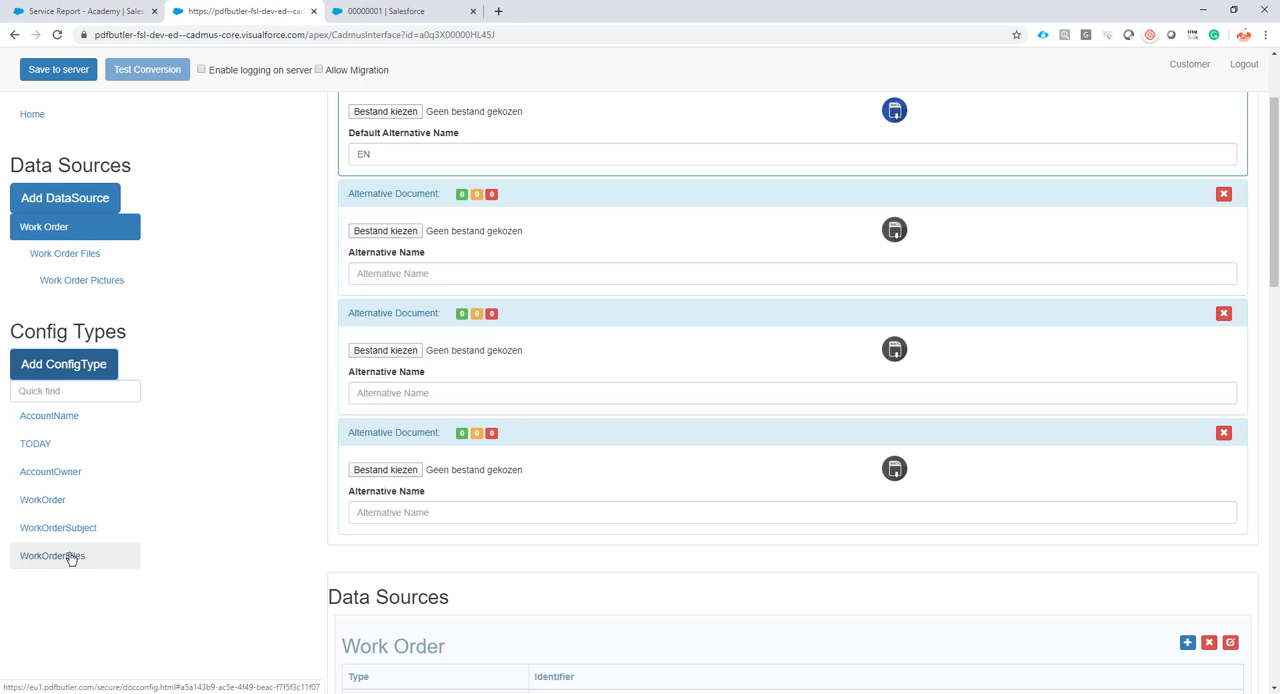 Service Report - Academy | Sales
https://pdfbutler-fsl-dev-ed--cad
00000001 | Salesforce
pdfbutler-fsl-dev-ed--cadmus-core.visualforce.com/apex/CadmusInterface?id=a0q3X00000HL45J
Save to server
Test Conversion
Enable logging on server
Allow Migration
Customer
Logout
Home
Data Sources
Add DataSource
Work Order
Work Order Files
Work Order Pictures
Config Types
Add ConfigType
Quick find
AccountName
TODAY
AccountOwner
WorkOrder
WorkOrderSubject
WorkOrderFiles
Bestand kiezen Geen bestand gekozen
Default Alternative Name
EN
Alternative Document: 0 0 0
Bestand kiezen Geen bestand gekozen
Alternative Name
Alternative Name
Alternative Document: 0 0 0
Bestand kiezen Geen bestand gekozen
Alternative Name
Alternative Name
Alternative Document: 0 0 0
Bestand kiezen Geen bestand gekozen
Alternative Name
Alternative Name
Data Sources
Work Order
Type Identifier
https://eu1.pdfbutler.com/secure/docconfig.html#a5a143b9-ac5e-4f49-beac-f7f5f3c11f07